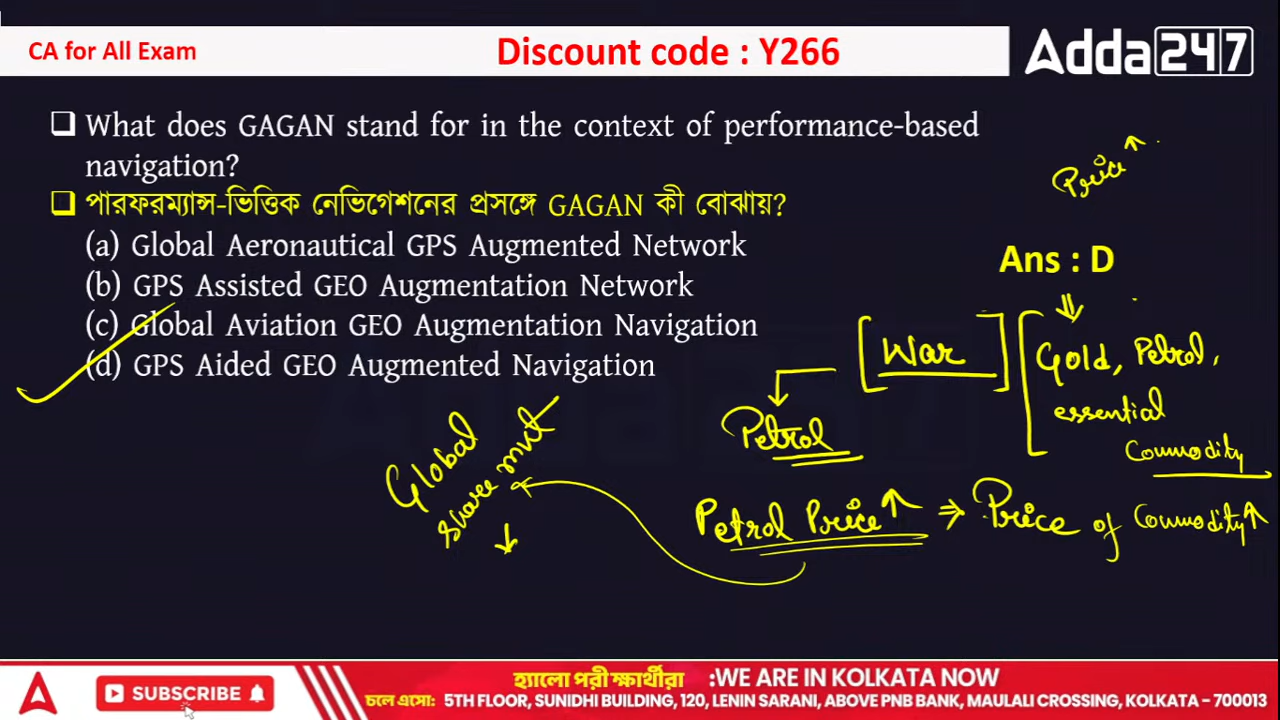 CA for All Exam
Discount code : Y266
Adda247
❑ What does GAGAN stand for in the context of performance-based
navigation?
❑ পারফরম্যান্স-ভিত্তিক নেভিগেশনের প্রসঙ্গে GAGAN কী বোঝায়?
(a) Global Aeronautical GPS Augmented Network
(b) GPS Assisted GEO Augmentation Network
(c) Global Aviation GEO Augmentation Navigation
(d) GPS Aided GEO Augmented Navigation
Price ↑
Ans : D
⇓
[War] [Gold, Petrol,
essential
Commodity
Petrol
Global
share mrkt ↓
Petrol Price ↑ ⇒ Price of Commodity ↑
SUBSCRIBE
হ্যালো পরীক্ষার্থীরা :WE ARE IN KOLKATA NOW
চলে এসো: 5TH FLOOR, SUNIDHI BUILDING, 120, LENIN SARANI, ABOVE PNB BANK, MAULALI CROSSING, KOLKATA – 700013